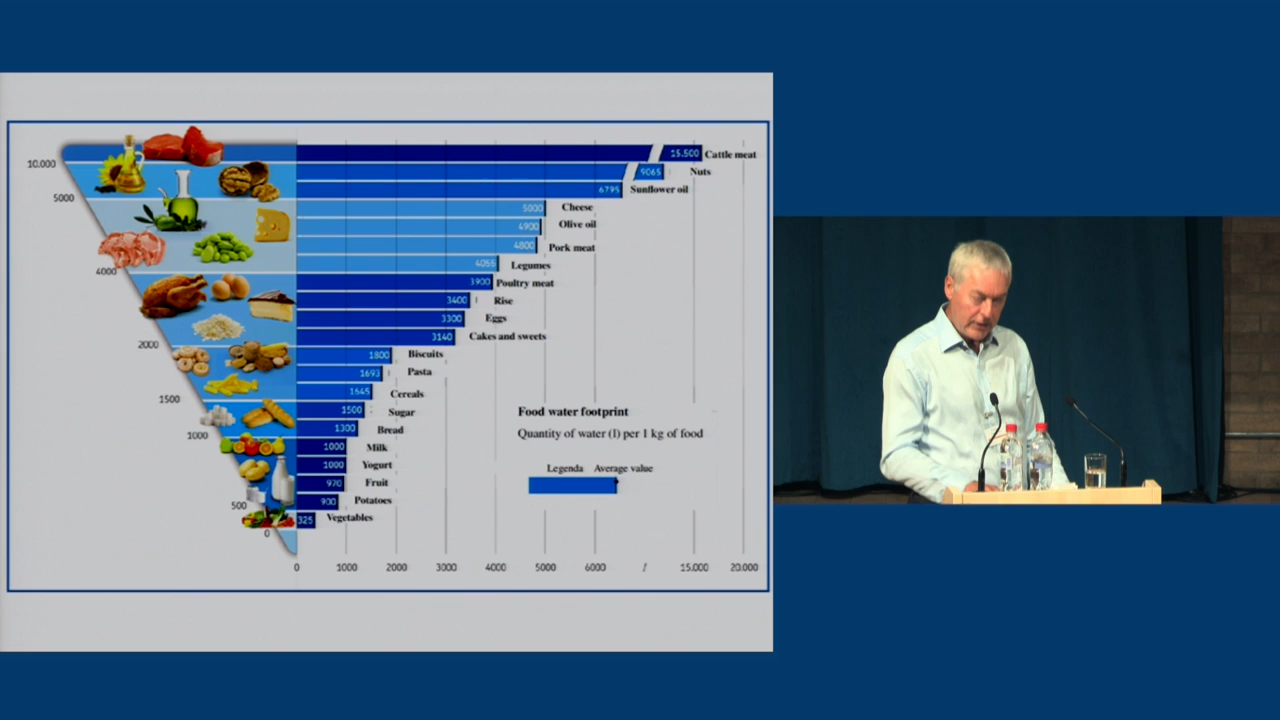 10.000
5000
4000
2000
1500
1000
500
0
15.500 Cattle meat
9065 Nuts
6795 Sunflower oil
5000 Cheese
4900 Olive oil
4800 Pork meat
4055 Legumes
3900 Poultry meat
3400 Rise
3300 Eggs
3140 Cakes and sweets
1800 Biscuits
1693 Pasta
1645 Cereals
1500 Sugar
1300 Bread
1000 Milk
1000 Yogurt
970 Fruit
900 Potatoes
325 Vegetables
Food water footprint
Quantity of water (l) per 1 kg of food
Legenda Average value
0 1000 2000 3000 4000 5000 6000 / 15.000 20.000